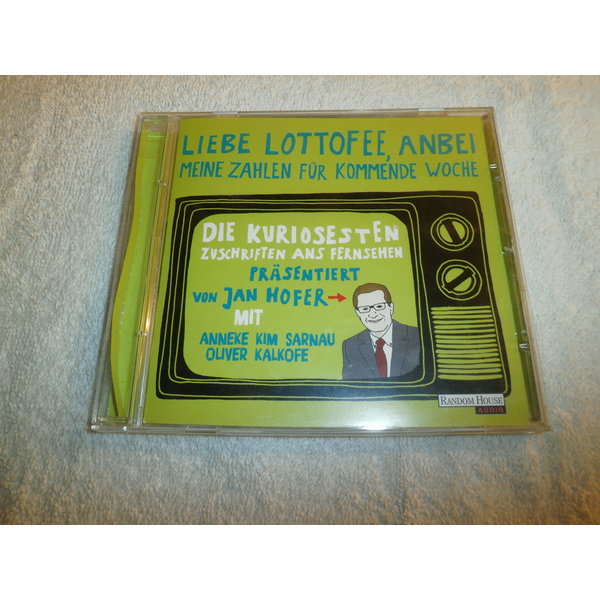 LIEBE LOTTOFEE, ANBEI
MEINE ZAHLEN FÜR KOMMENDE WOCHE
DIE KURIOSESTEN
ZUSCHRIFTEN ANS FERNSEHEN
PRÄSENTIERT
VON JAN HOFER
MIT
ANNEKE KIM SARNAU
OLIVER KALKOFE
RANDOM HOUSE
AUDIO